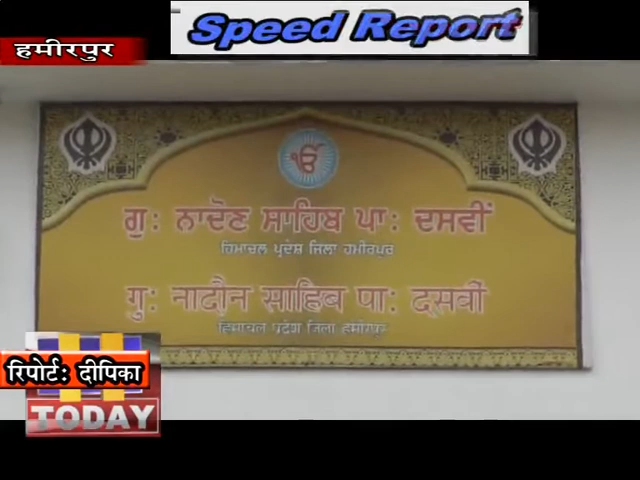 Speed Report
हमीरपुर
ੴ
ਗੁ: ਨਾਦੌਣ ਸਾਹਿਬ ਪਾ: ਦਸਵੀਂ
ਹਿਮਾਚਲ ਪ੍ਰਦੇਸ਼ ਜਿਲਾ ਹਮੀਰਪੁਰ
गु: नादौन साहिब पा: दसवीं
हिमाचल प्रदेश जिला हमीरपुर
रिपोर्ट: दीपिका
TODAY